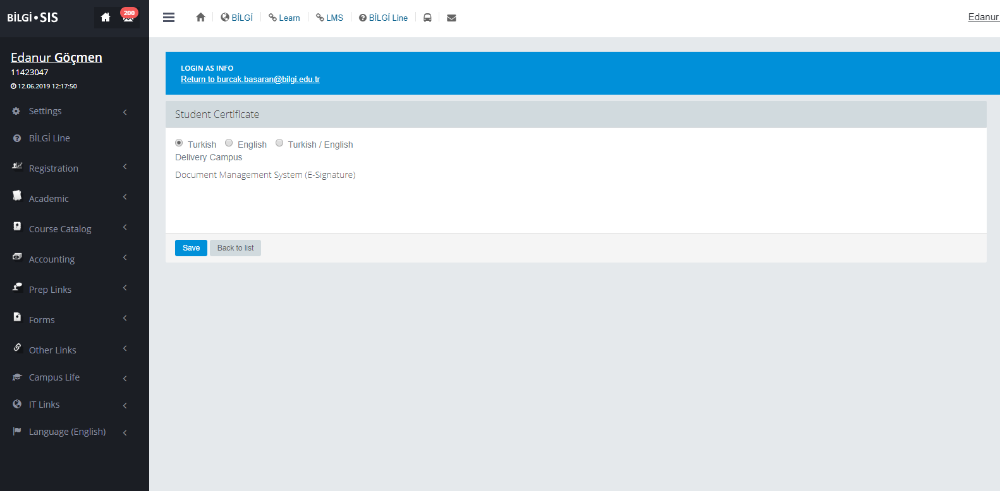 BİLGİ • SIS
200
BİLGİ
Learn
LMS
BİLGİ Line
Edanur
Edanur Göçmen
11423047
12.06.2019 12:17:50
Settings
BİLGİ Line
Registration
Academic
Course Catalog
Accounting
Prep Links
Forms
Other Links
Campus Life
IT Links
Language (English)
LOGIN AS INFO
Return to burcak.basaran@bilgi.edu.tr
Student Certificate
Turkish English Turkish / English
Delivery Campus
Document Management System (E-Signature)
Save Back to list